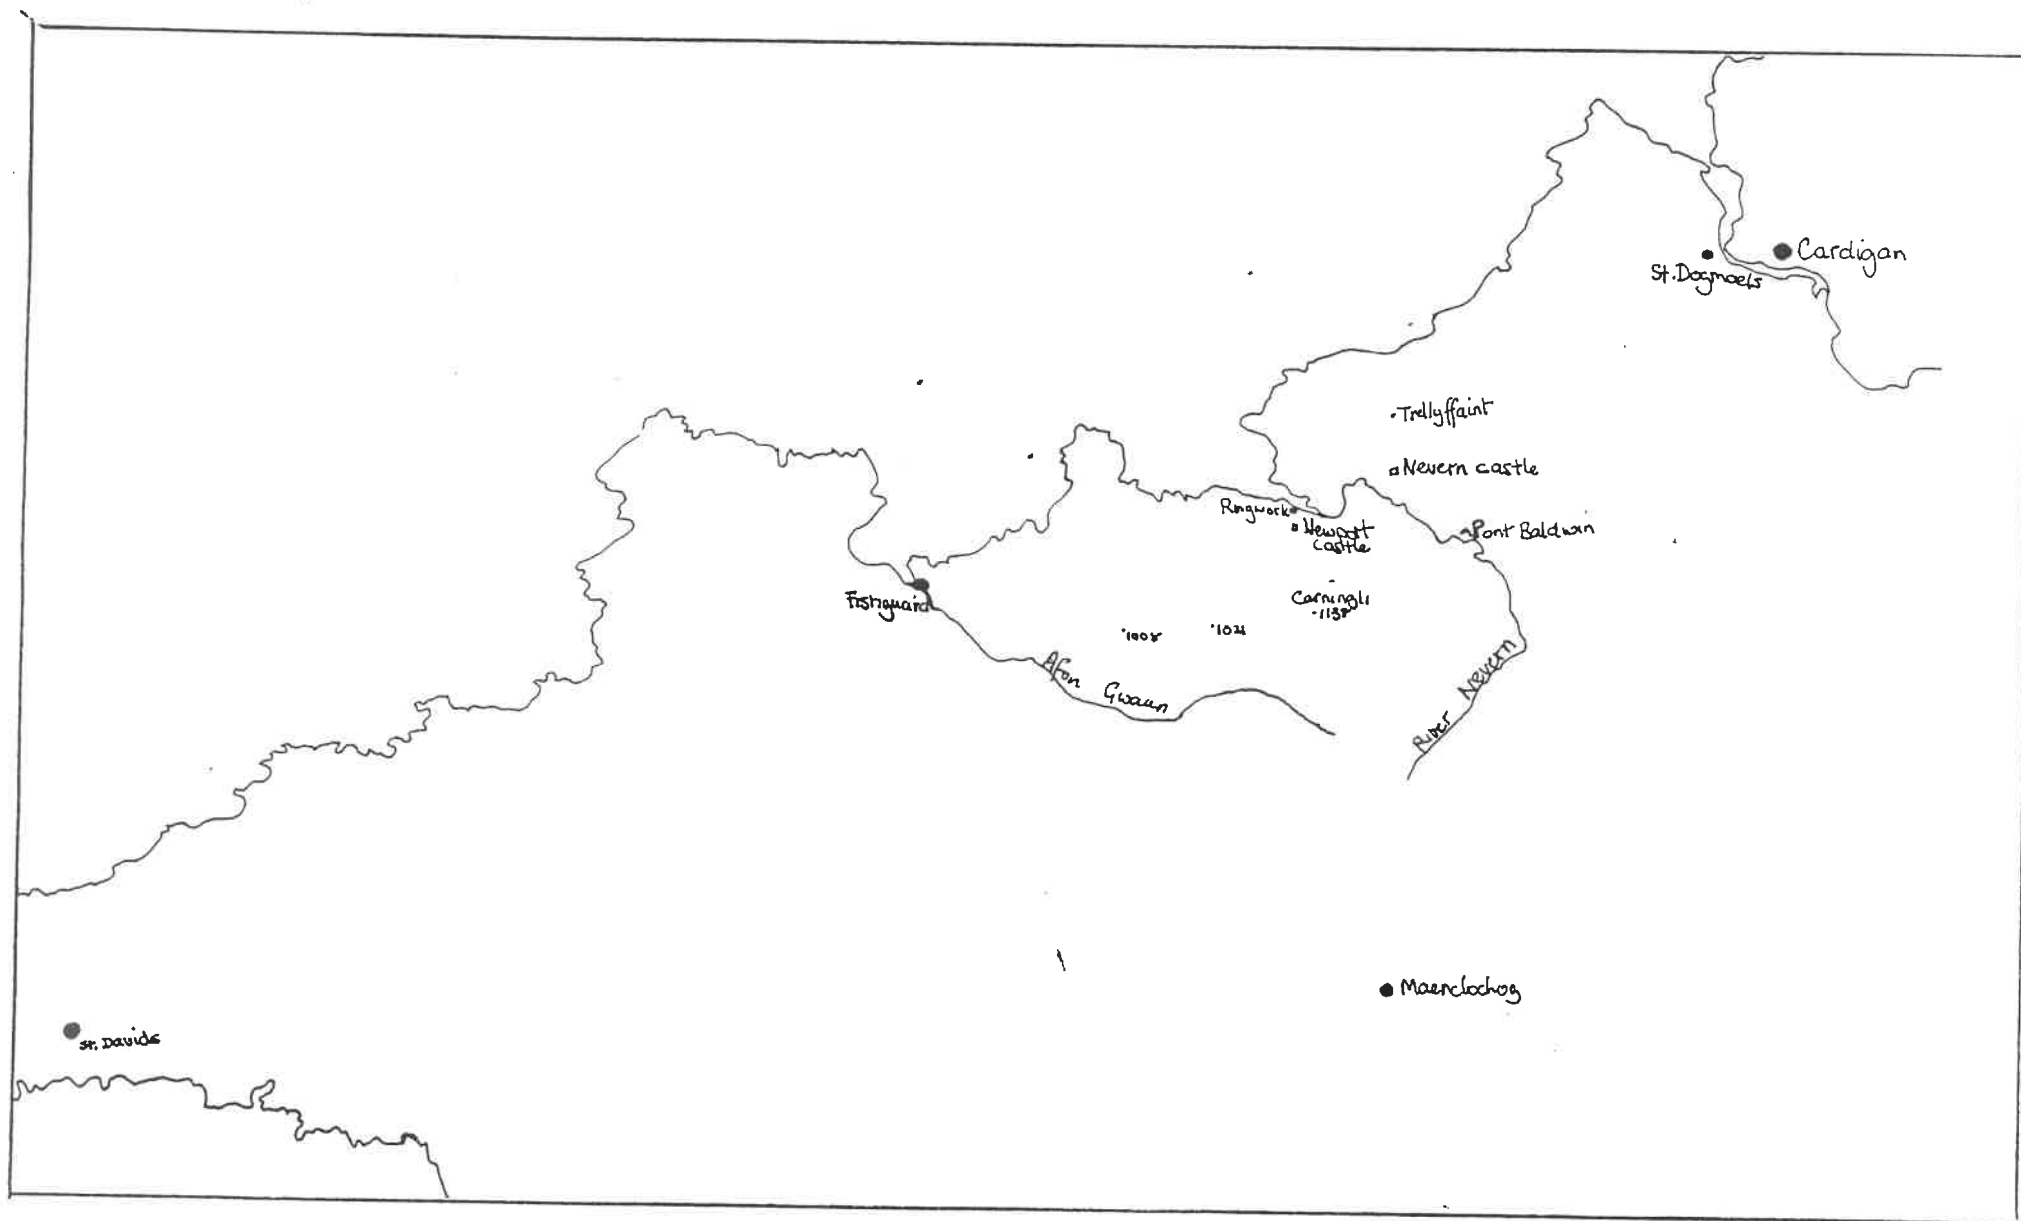 Cardigan
St. Dogmaels
Trellyffaint
Nevern castle
Ringwork
Newport
Castle
Pont Baldwin
Fishguard
Carningli
1138
1008
1021
Afon Gwaun
River Nevern
Maenclochog
St. Davids